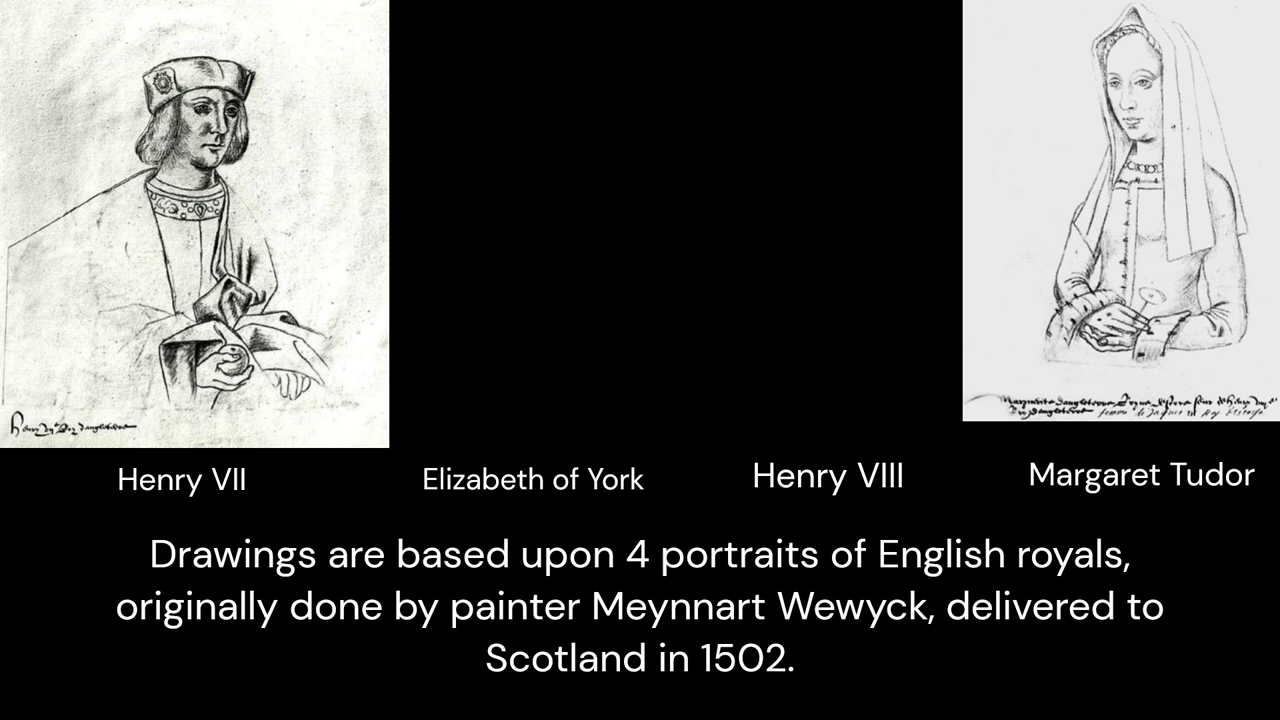 Henry VII
Elizabeth of York
Henry VIII
Margaret Tudor
Drawings are based upon 4 portraits of English royals,
originally done by painter Meynnart Wewyck, delivered to
Scotland in 1502.